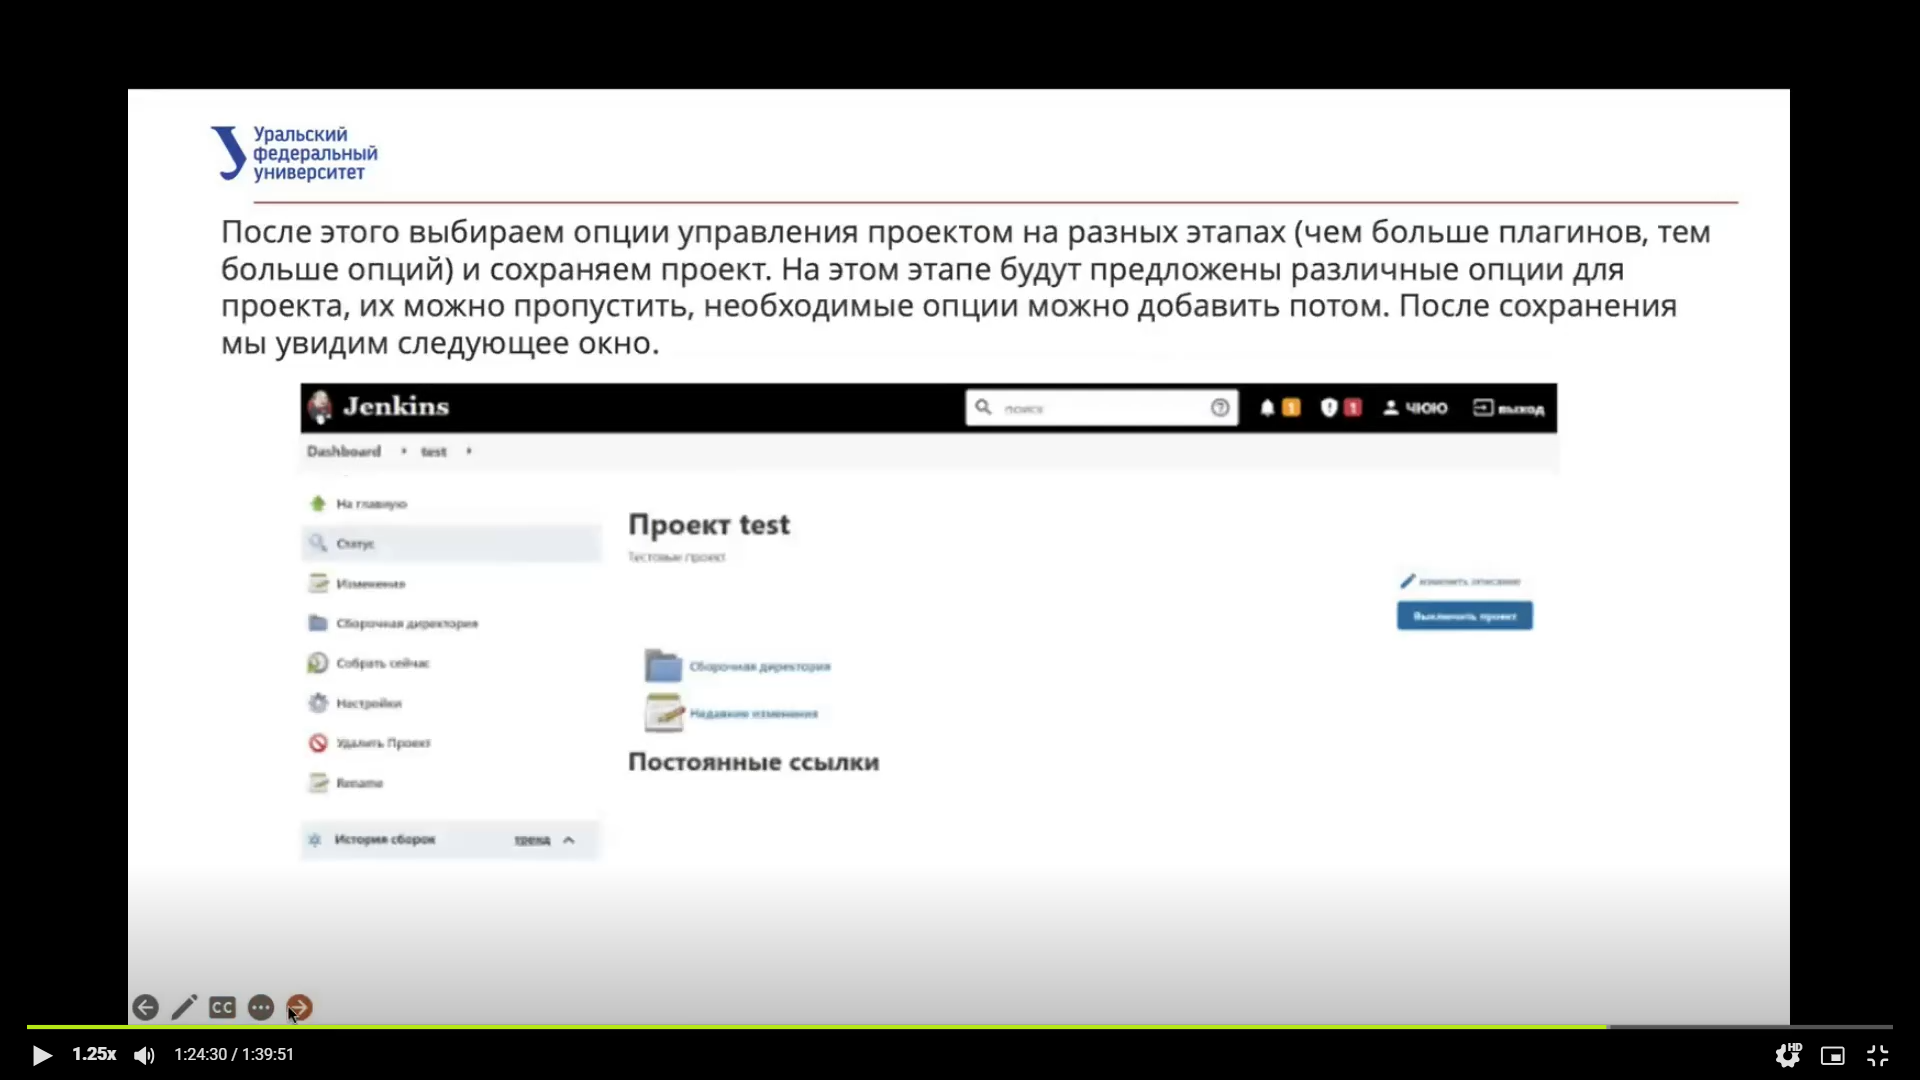 Уральский
федеральный
университет
После этого выбираем опции управления проектом на разных этапах (чем больше плагинов, тем
больше опций) и сохраняем проект. На этом этапе будут предложены различные опции для
проекта, их можно пропустить, необходимые опции можно добавить потом. После сохранения
мы увидим следующее окно.
Jenkins
поиск
1
1
ЧЮЮ
выход
Dashboard
test
На главную
Статус
Изменения
Сборочная директория
Собрать сейчас
Настройки
Удалить Проект
Rename
История сборок
тренд
Проект test
Тестовый проект
изменить описание
Выключить проект
Сборочная директория
Недавние изменения
Постоянные ссылки
CC
1.25x
1:24:30 / 1:39:51
HD